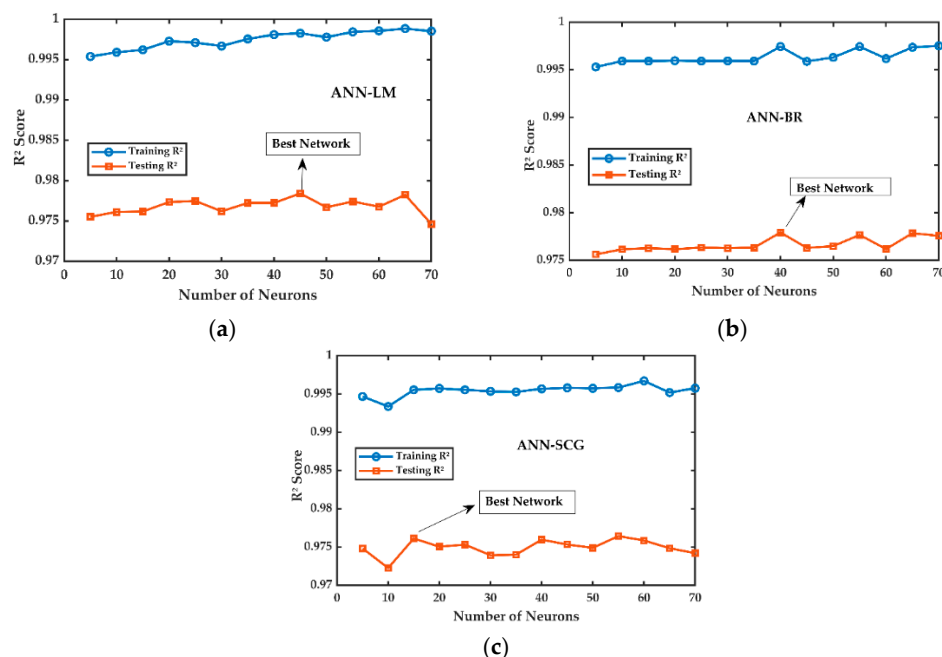 1
0.995
0.99
0.985
0.98
0.975
0.97
R² Score
ANN-LM
Best Network
Training R²
Testing R²
0 10 20 30 40 50 60 70
Number of Neurons
(a)
1
0.995
0.99
0.985
0.98
0.975
R² Score
ANN-BR
Training R²
Testing R²
Best Network
0 10 20 30 40 50 60 70
Number of Neurons
(b)
1
0.995
0.99
0.985
0.98
0.975
0.97
R² Score
ANN-SCG
Training R²
Testing R²
Best Network
0 10 20 30 40 50 60 70
Number of Neurons
(c)